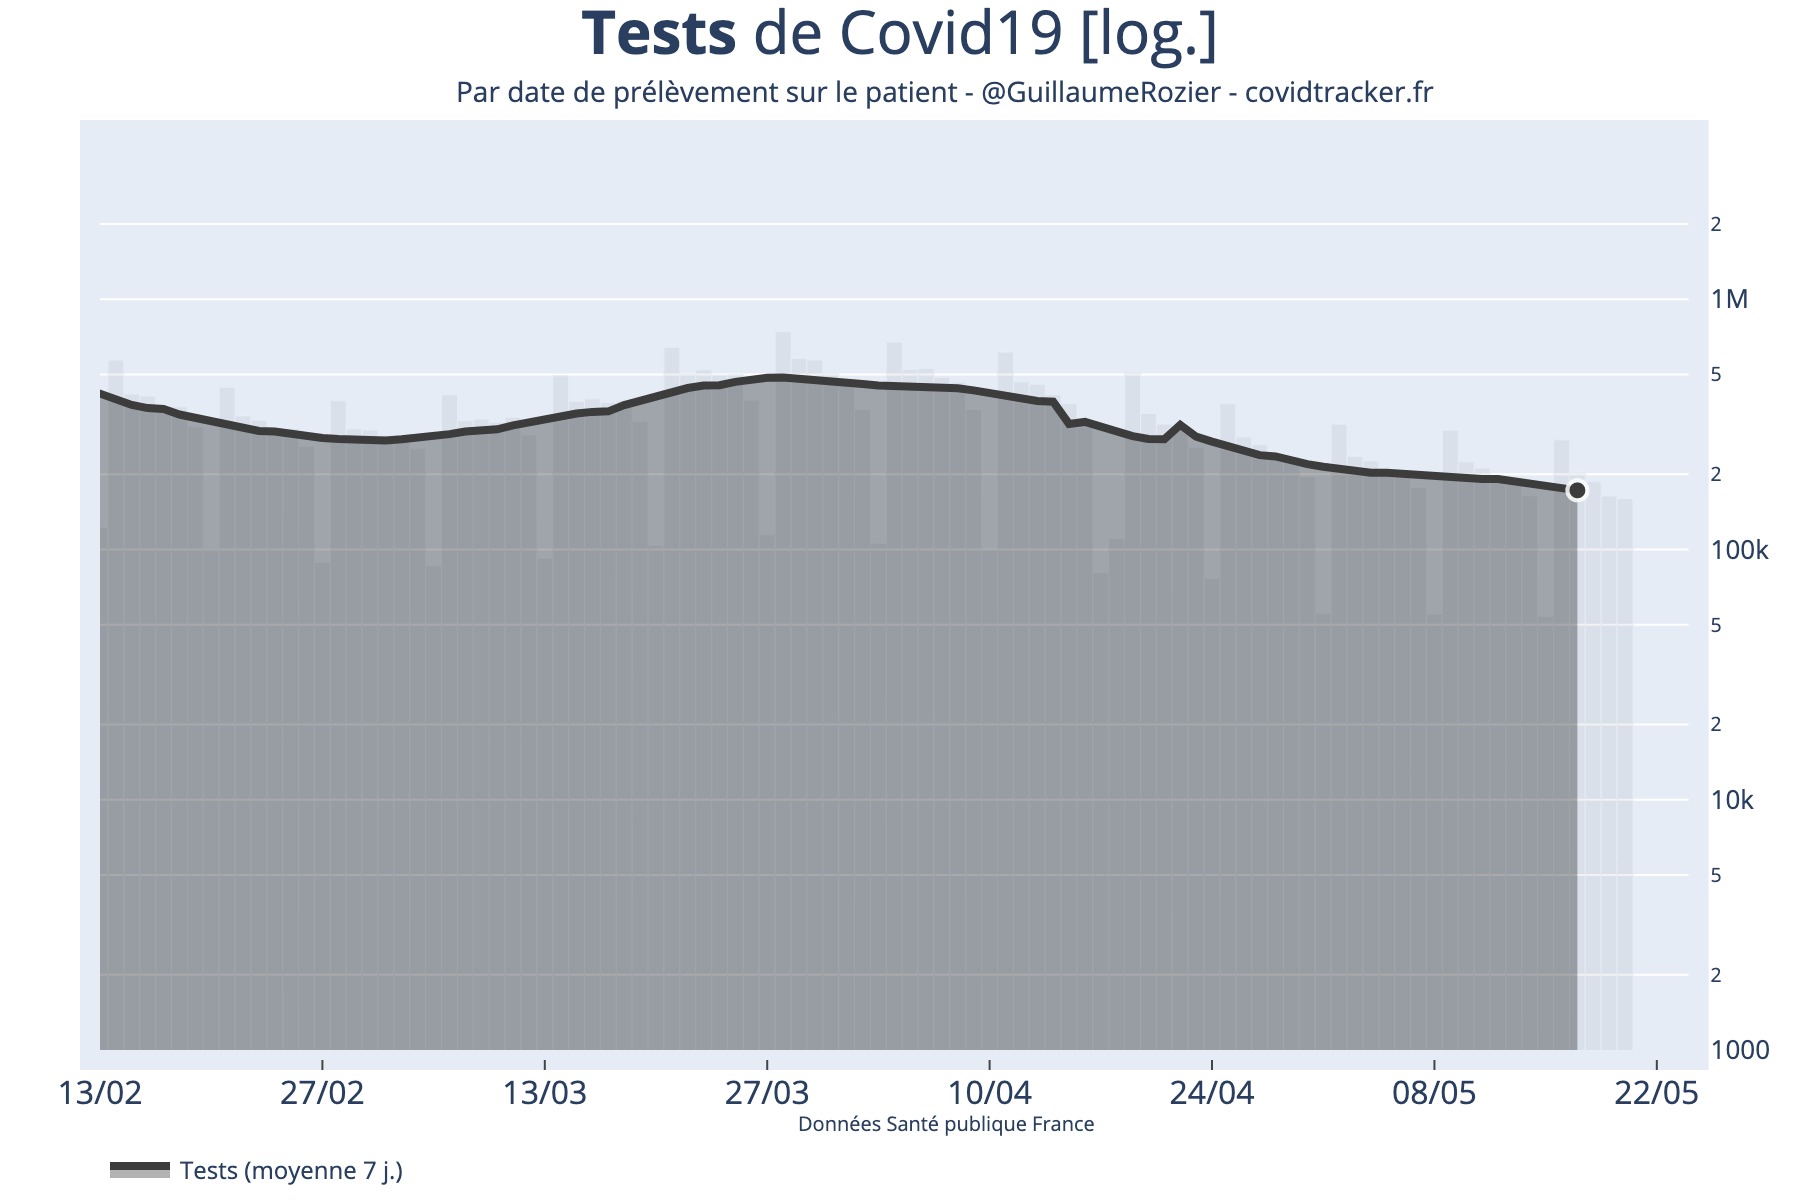 Tests de Covid19 [log.]
Par date de prélèvement sur le patient - @GuillaumeRozier - covidtracker.fr
2
1M
5
2
100k
5
2
10k
5
2
1000
13/02 27/02 13/03 27/03 10/04 24/04 08/05 22/05
Données Santé publique France
Tests (moyenne 7 j.)